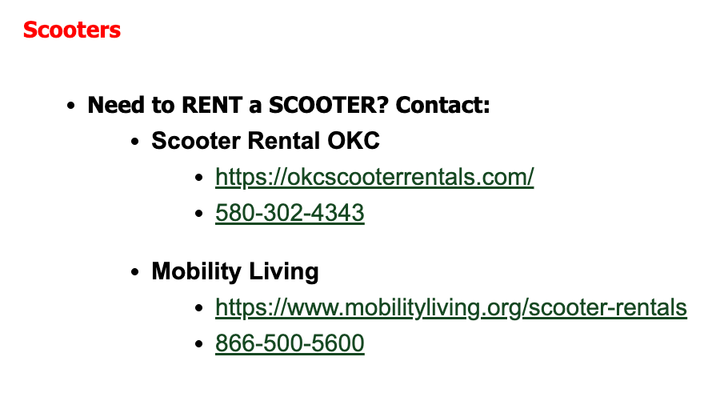 Scooters
Need to RENT a SCOOTER? Contact:
Scooter Rental OKC
https://okcscooterrentals.com/
580-302-4343
Mobility Living
https://www.mobilityliving.org/scooter-rentals
866-500-5600